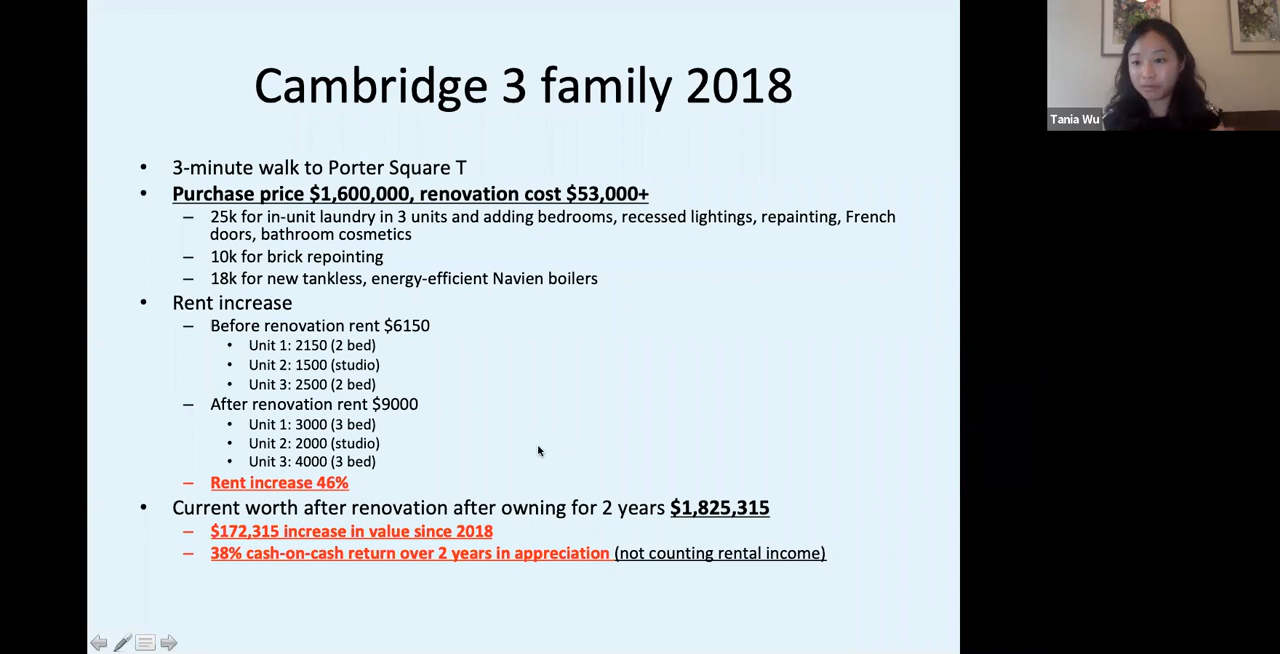 Cambridge 3 family 2018
Tania Wu
• 3-minute walk to Porter Square T
• Purchase price $1,600,000, renovation cost $53,000+
– 25k for in-unit laundry in 3 units and adding bedrooms, recessed lightings, repainting, French
doors, bathroom cosmetics
– 10k for brick repointing
– 18k for new tankless, energy-efficient Navien boilers
• Rent increase
– Before renovation rent $6150
• Unit 1: 2150 (2 bed)
• Unit 2: 1500 (studio)
• Unit 3: 2500 (2 bed)
– After renovation rent $9000
• Unit 1: 3000 (3 bed)
• Unit 2: 2000 (studio)
• Unit 3: 4000 (3 bed)
– Rent increase 46%
• Current worth after renovation after owning for 2 years $1,825,315
– $172,315 increase in value since 2018
– 38% cash-on-cash return over 2 years in appreciation (not counting rental income)